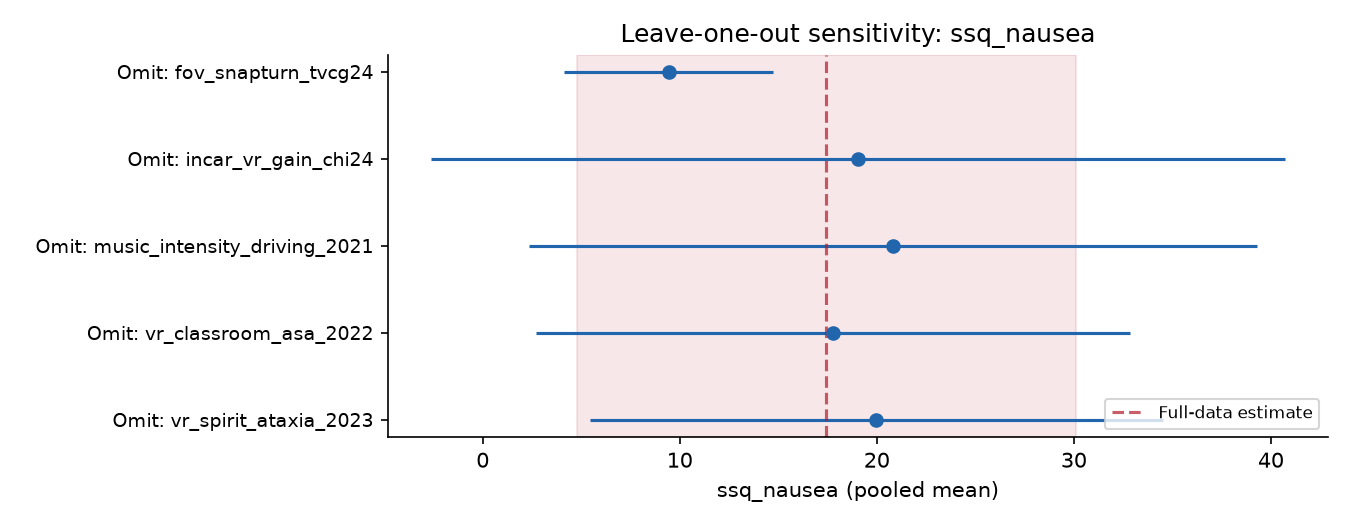 Leave-one-out sensitivity: ssq_nausea
Omit: fov_snapturn_tvcg24
Omit: incar_vr_gain_chi24
Omit: music_intensity_driving_2021
Omit: vr_classroom_asa_2022
Omit: vr_spirit_ataxia_2023
Full-data estimate
0 10 20 30 40
ssq_nausea (pooled mean)